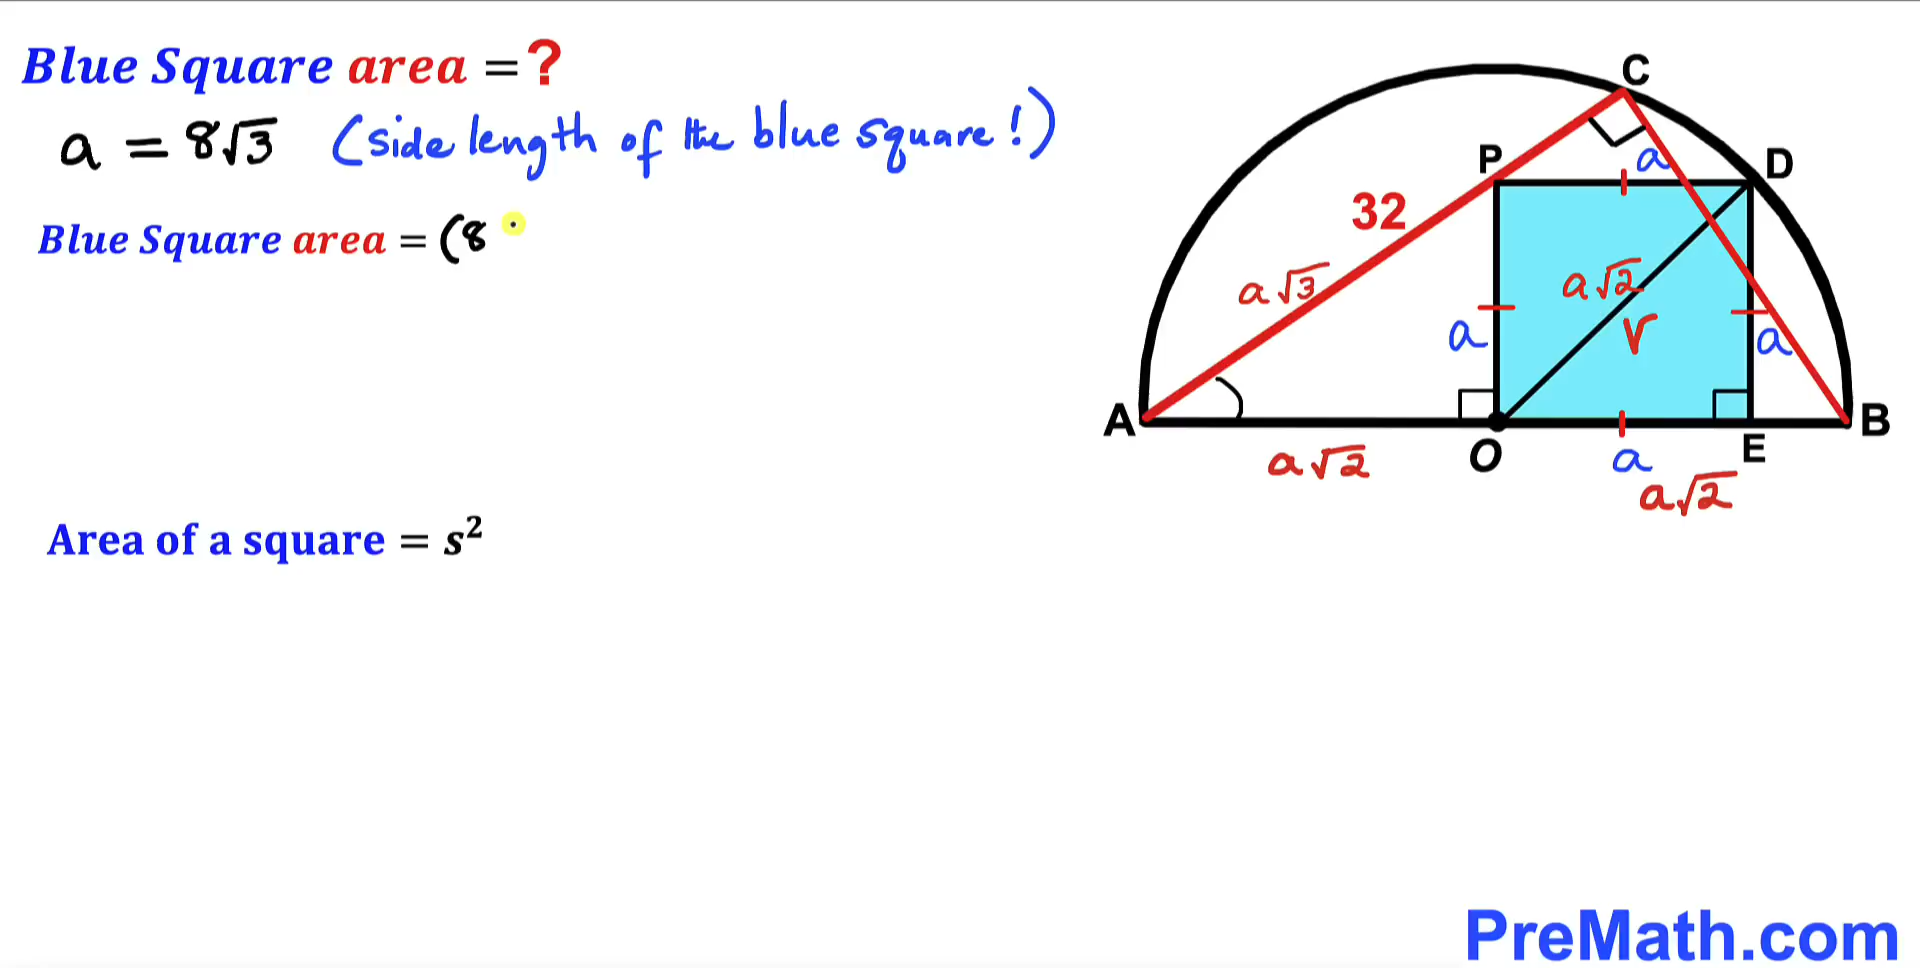 Blue Square area = ?
a = 8√3 (side length of the blue square!)
Blue Square area = (8
Area of a square = s²
C
P
a
D
32
a√3
a√2
r
a
a
A
O
E
B
a√2
a
a√2
PreMath.com